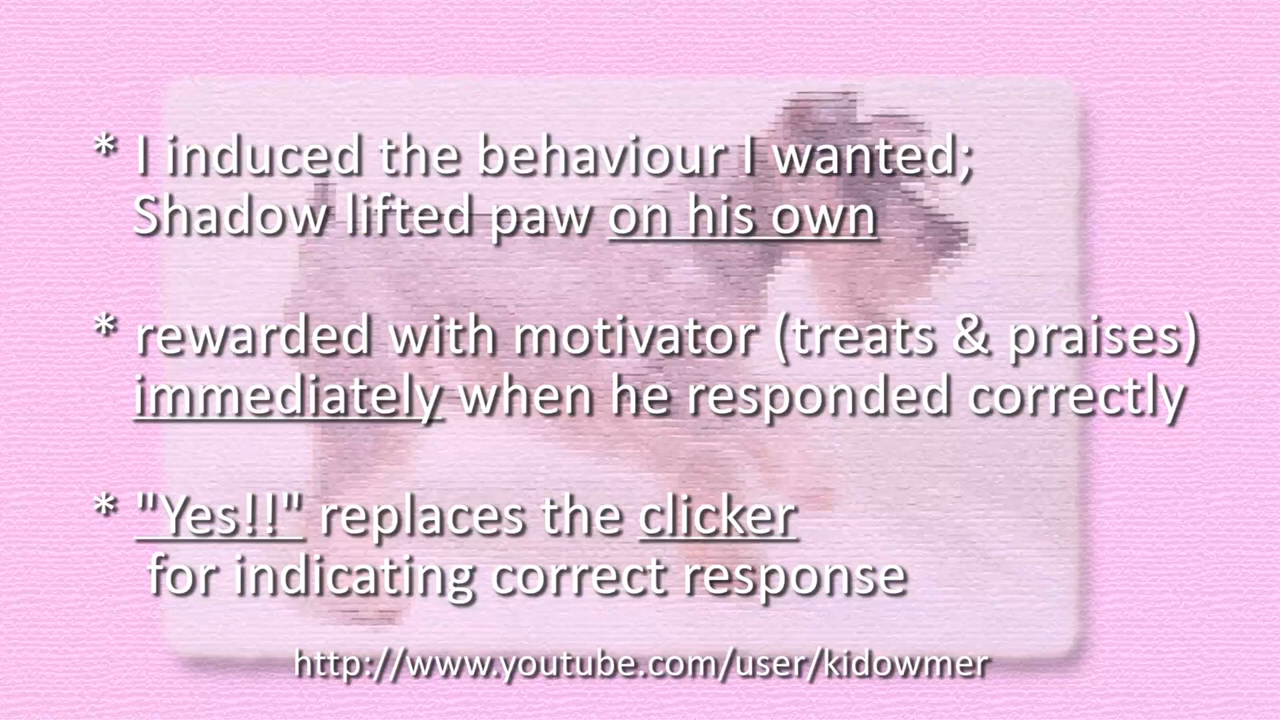 * I induced the behaviour I wanted;
Shadow lifted paw on his own
* rewarded with motivator (treats & praises)
immediately when he responded correctly
* "Yes!!" replaces the clicker
for indicating correct response
http://www.youtube.com/user/kidowmer